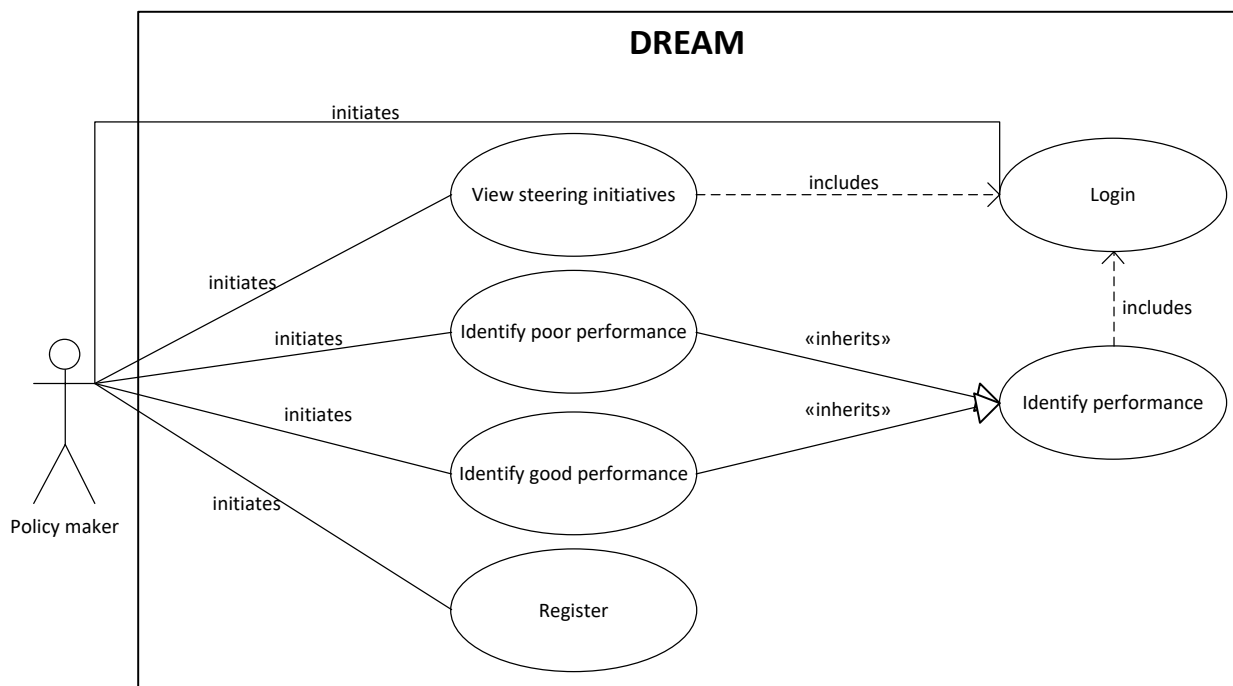 DREAM
initiates
View steering initiatives
includes
Login
initiates
Identify poor performance
initiates
«inherits»
includes
Identify performance
«inherits»
initiates
Identify good performance
initiates
Policy maker
Register